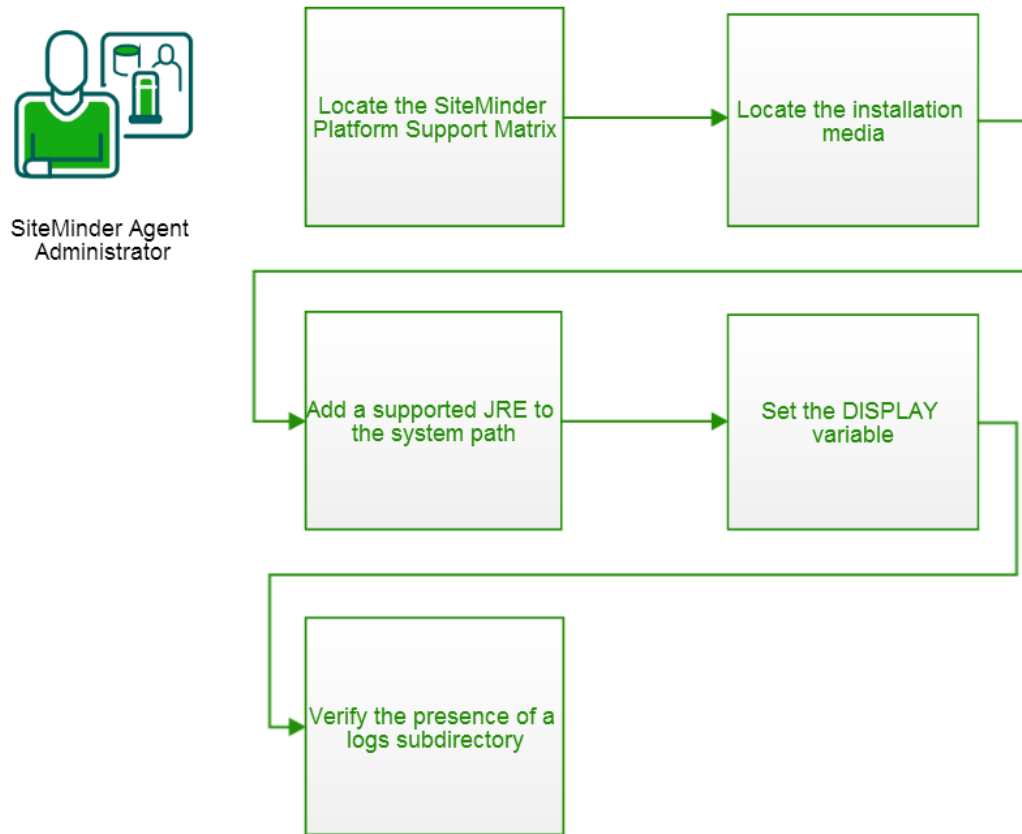 SiteMinder Agent
Administrator
Locate the SiteMinder
Platform Support Matrix
Locate the installation
media
Add a supported JRE to
the system path
Set the DISPLAY
variable
Verify the presence of a
logs subdirectory